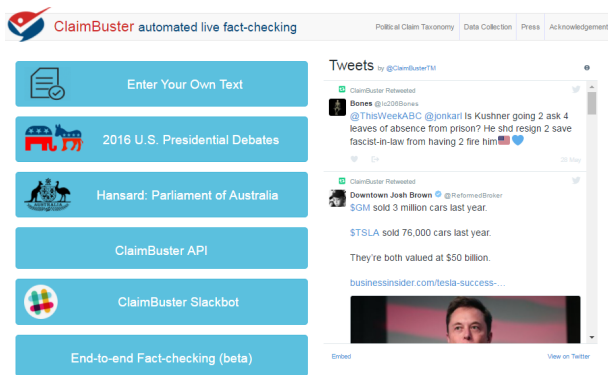 ClaimBuster automated live fact-checking
Political Claim Taxonomy Data Collection Press Acknowledgement
Enter Your Own Text
2016 U.S. Presidential Debates
Hansard: Parliament of Australia
AUSTRALIA
ClaimBuster API
ClaimBuster Slackbot
End-to-end Fact-checking (beta)
Tweets by @ClaimBusterTM
ClaimBuster Retweeted
Bones @ic206Bones
@ThisWeekABC @jonkarl Is Kushner going 2 ask 4
leaves of absence from prison? He shd resign 2 save
fascist-in-law from having 2 fire him
26 May
ClaimBuster Retweeted
Downtown Josh Brown @ReformedBroker
$GM sold 3 million cars last year.
$TSLA sold 76,000 cars last year.
They're both valued at $50 billion.
businessinsider.com/tesla-success-…
Embed
View on Twitter